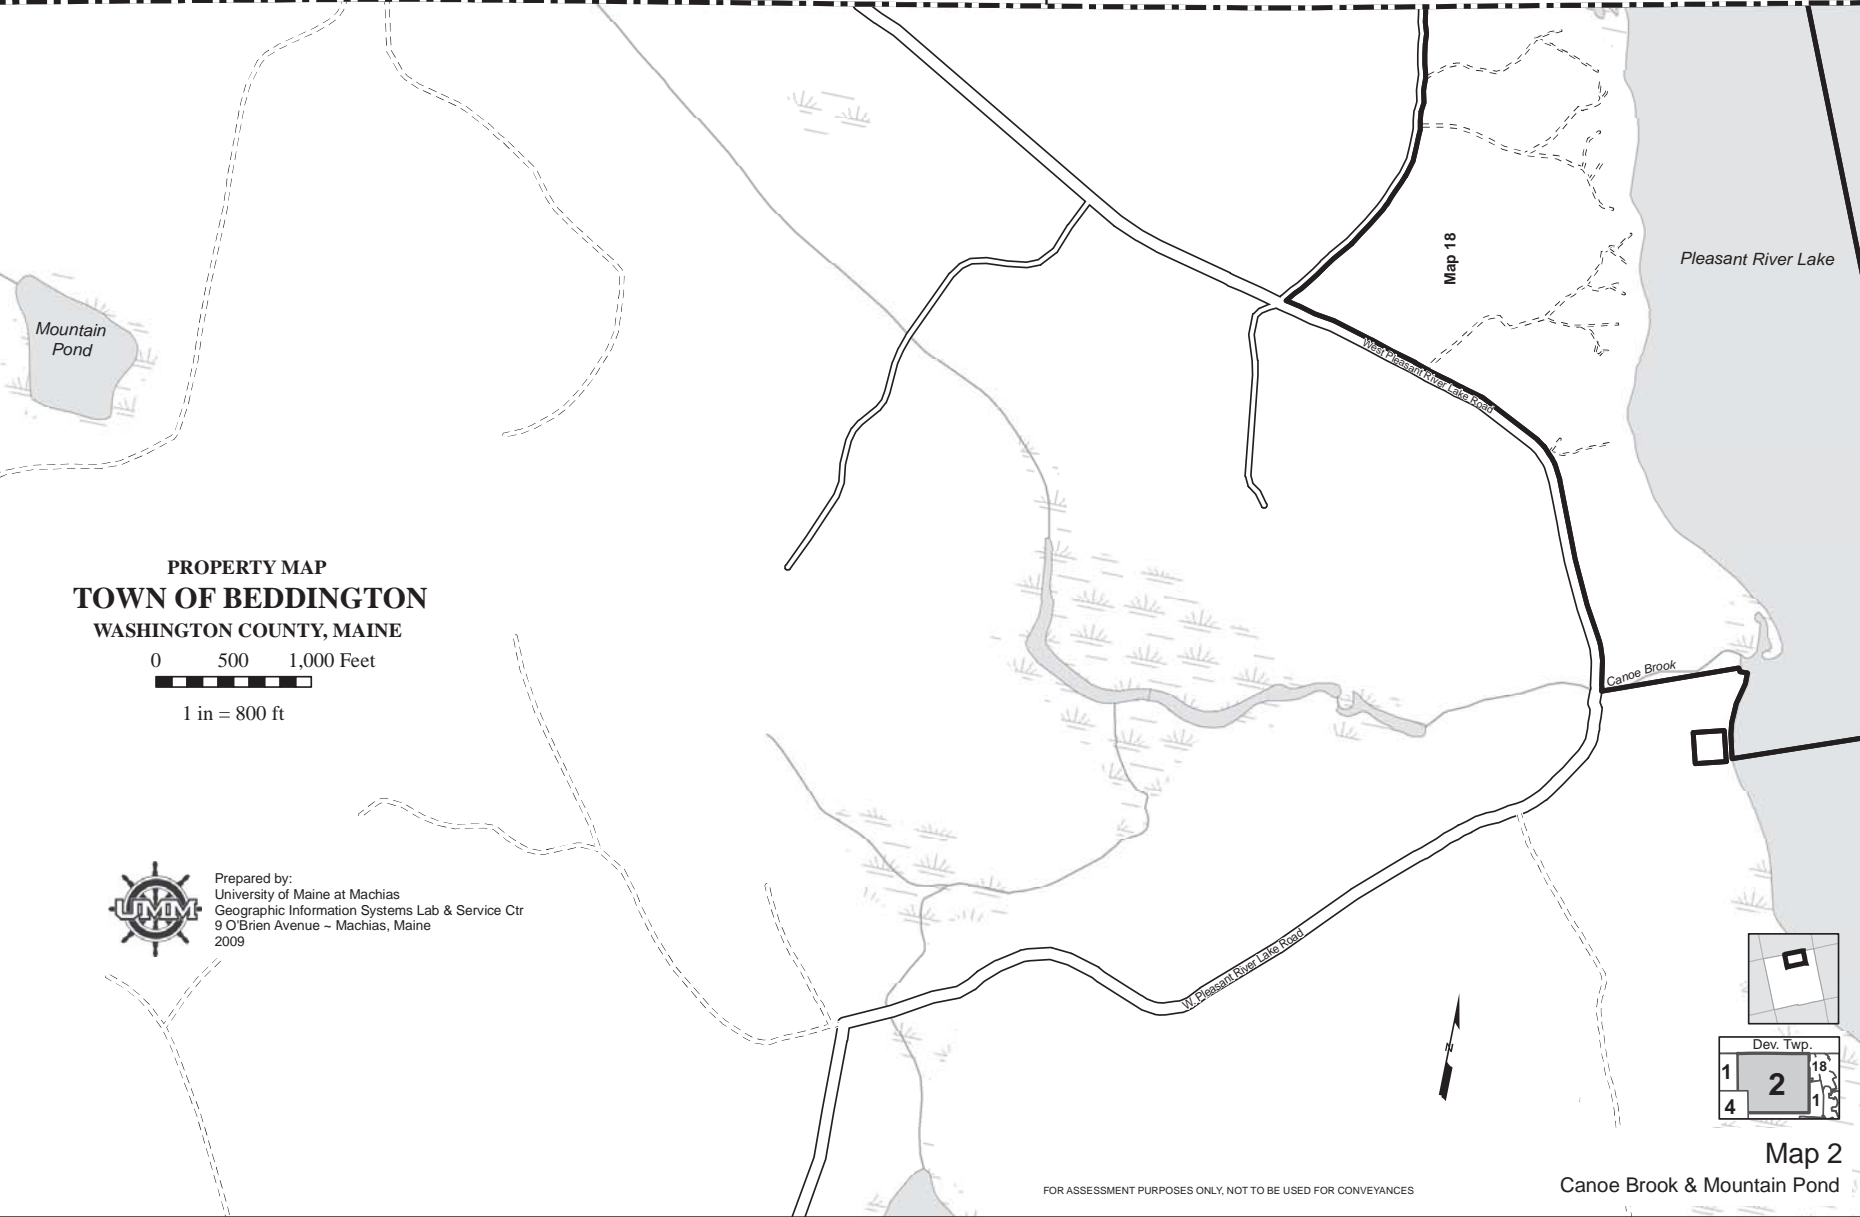 Pleasant River Lake
Map 18
Mountain
Pond
West Pleasant River Lake Road
PROPERTY MAP
TOWN OF BEDDINGTON
WASHINGTON COUNTY, MAINE
0 500 1,000 Feet
1 in = 800 ft
Canoe Brook
UMM
Prepared by:
University of Maine at Machias
Geographic Information Systems Lab & Service Ctr
9 O'Brien Avenue ~ Machias, Maine
2009
W. Pleasant River Lake Road
N
Dev. Twp.
1 2 18
4 1
Map 2
Canoe Brook & Mountain Pond
FOR ASSESSMENT PURPOSES ONLY, NOT TO BE USED FOR CONVEYANCES